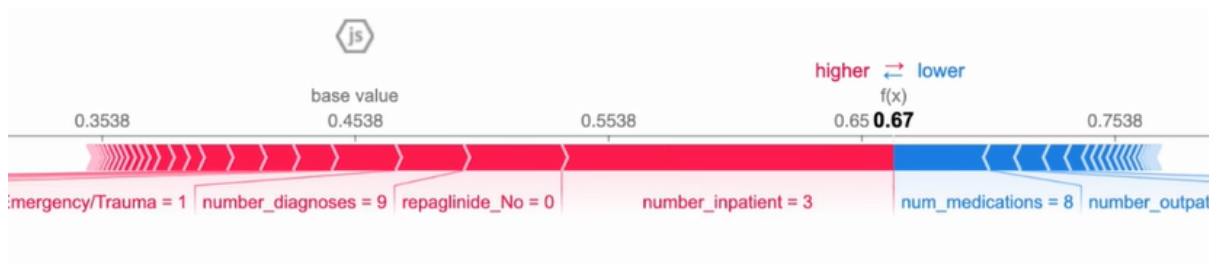 js
higher lower
base value f(x)
0.3538 0.4538 0.5538 0.65 0.67 0.7538
mergency/Trauma = 1 number_diagnoses = 9 repaglinide_No = 0 number_inpatient = 3 num_medications = 8 number_outpat